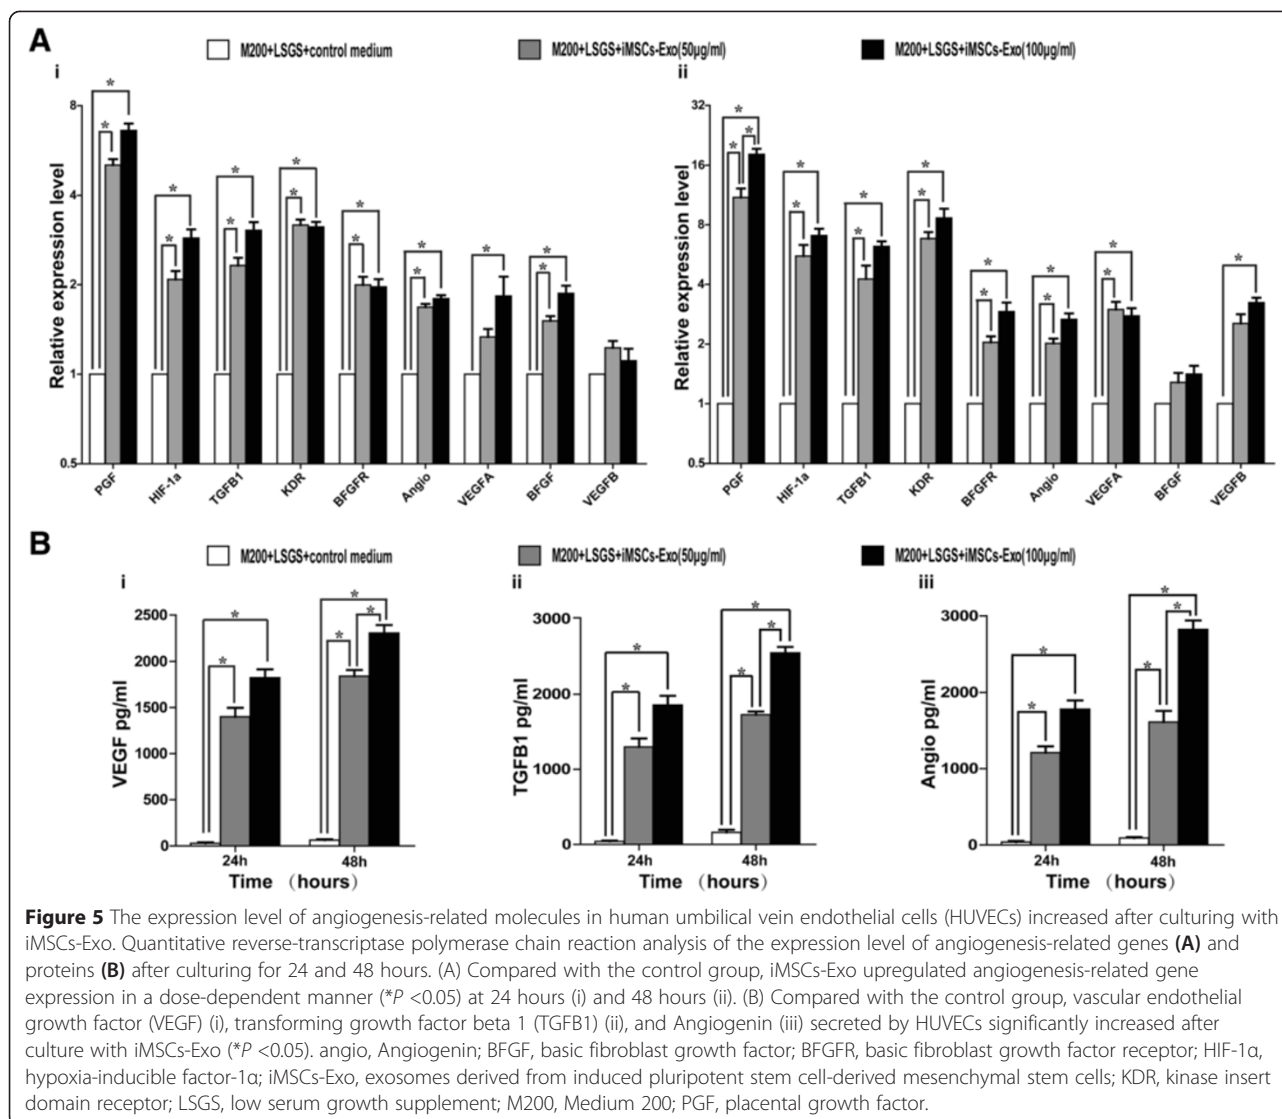 A
M200+LSGS+control medium
M200+LSGS+iMSCs-Exo(50μg/ml)
M200+LSGS+iMSCs-Exo(100μg/ml)
i
Relative expression level
8
4
2
1
0.5
* * * * * * * * * * * * * * *
PGF HIF-1a TGFB1 KDR BFGFR Angio VEGFA BFGF VEGFB
ii
Relative expression level
32
16
8
4
2
1
0.5
* * * * * * * * * * * * * * * *
PGF HIF-1a TGFB1 KDR BFGFR Angio VEGFA BFGF VEGFB
B
M200+LSGS+control medium
M200+LSGS+iMSCs-Exo(50μg/ml)
M200+LSGS+iMSCs-Exo(100μg/ml)
i
VEGF pg/ml
2500
2000
1500
1000
500
0
* * * * *
24h 48h
Time （hours）
ii
TGFB1 pg/ml
3000
2000
1000
0
* * * * *
24h 48h
Time （hours）
iii
Angio pg/ml
3000
2000
1000
0
* * * * *
24h 48h
Time （hours）
Figure 5 The expression level of angiogenesis-related molecules in human umbilical vein endothelial cells (HUVECs) increased after culturing with
iMSCs-Exo. Quantitative reverse-transcriptase polymerase chain reaction analysis of the expression level of angiogenesis-related genes (A) and
proteins (B) after culturing for 24 and 48 hours. (A) Compared with the control group, iMSCs-Exo upregulated angiogenesis-related gene
expression in a dose-dependent manner (*P <0.05) at 24 hours (i) and 48 hours (ii). (B) Compared with the control group, vascular endothelial
growth factor (VEGF) (i), transforming growth factor beta 1 (TGFB1) (ii), and Angiogenin (iii) secreted by HUVECs significantly increased after
culture with iMSCs-Exo (*P <0.05). angio, Angiogenin; BFGF, basic fibroblast growth factor; BFGFR, basic fibroblast growth factor receptor; HIF-1α,
hypoxia-inducible factor-1α; iMSCs-Exo, exosomes derived from induced pluripotent stem cell-derived mesenchymal stem cells; KDR, kinase insert
domain receptor; LSGS, low serum growth supplement; M200, Medium 200; PGF, placental growth factor.